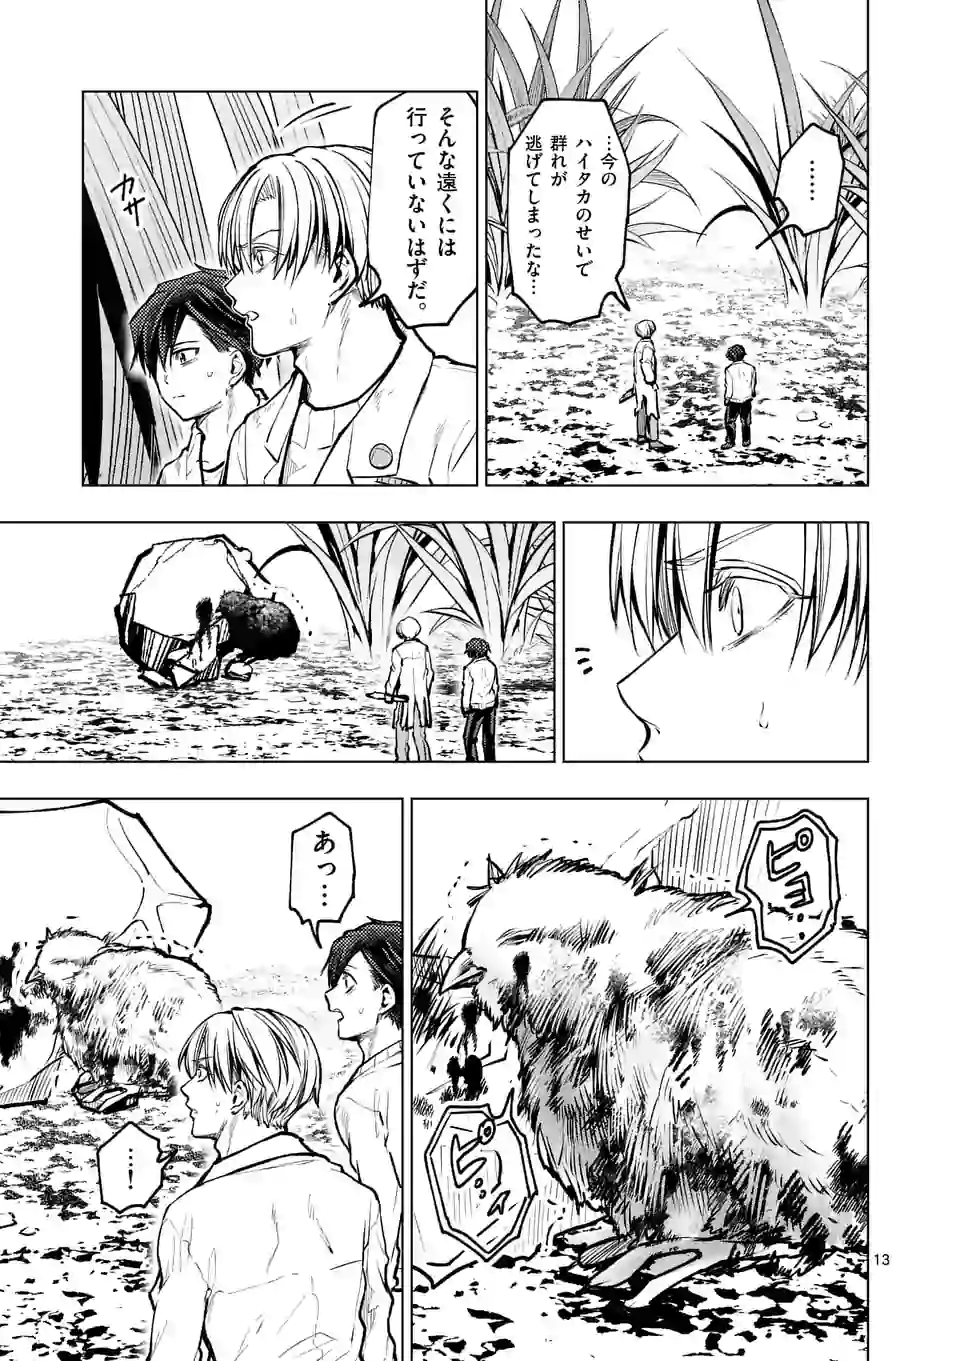 ……
…今の
ハイタカのせいで
群れが
逃げてしまったな…
そんな遠くには
行っていないはずだ。
カサ
ピヨ
ピィ
あっ…
…！
13